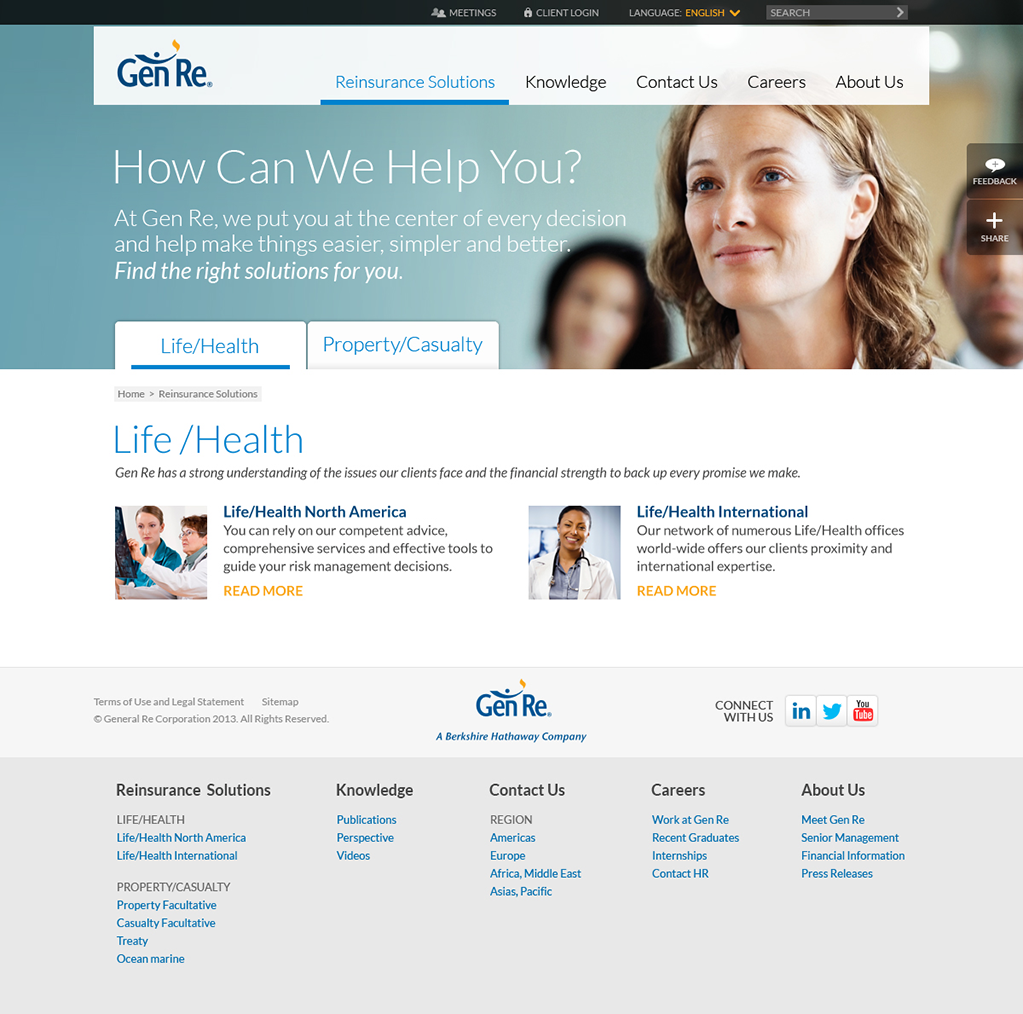 MEETINGS
CLIENT LOGIN
LANGUAGE: ENGLISH
SEARCH
Gen Re®
Reinsurance Solutions
Knowledge
Contact Us
Careers
About Us
How Can We Help You?
At Gen Re, we put you at the center of every decision
and help make things easier, simpler and better.
Find the right solutions for you.
FEEDBACK
SHARE
Life/Health
Property/Casualty
Home > Reinsurance Solutions
Life /Health
Gen Re has a strong understanding of the issues our clients face and the financial strength to back up every promise we make.
Life/Health North America
You can rely on our competent advice,
comprehensive services and effective tools to
guide your risk management decisions.
READ MORE
Life/Health International
Our network of numerous Life/Health offices
world-wide offers our clients proximity and
international expertise.
READ MORE
Terms of Use and Legal Statement
Sitemap
© General Re Corporation 2013. All Rights Reserved.
Gen Re®
A Berkshire Hathaway Company
CONNECT
WITH US
in
You
Tube
Reinsurance Solutions
LIFE/HEALTH
Life/Health North America
Life/Health International
PROPERTY/CASUALTY
Property Facultative
Casualty Facultative
Treaty
Ocean marine
Knowledge
Publications
Perspective
Videos
Contact Us
REGION
Americas
Europe
Africa, Middle East
Asias, Pacific
Careers
Work at Gen Re
Recent Graduates
Internships
Contact HR
About Us
Meet Gen Re
Senior Management
Financial Information
Press Releases